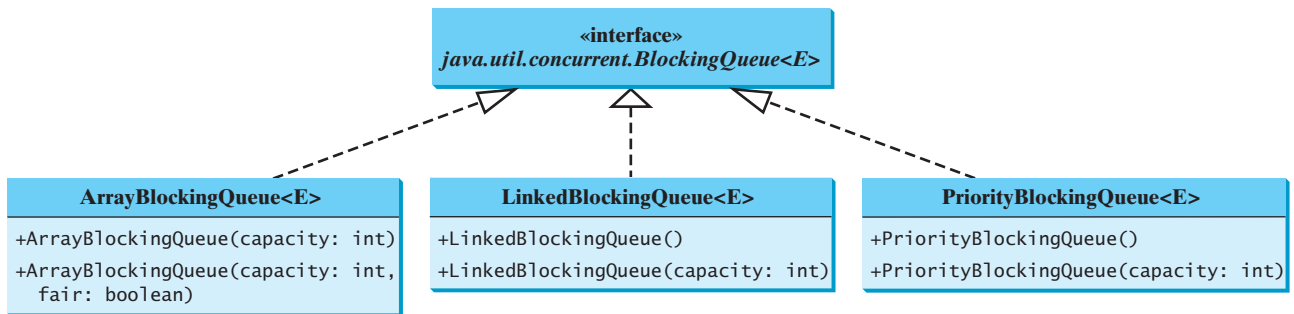 «interface»
java.util.concurrent.BlockingQueue<E>
ArrayBlockingQueue<E>
+ArrayBlockingQueue(capacity: int)
+ArrayBlockingQueue(capacity: int,
fair: boolean)
LinkedBlockingQueue<E>
+LinkedBlockingQueue()
+LinkedBlockingQueue(capacity: int)
PriorityBlockingQueue<E>
+PriorityBlockingQueue()
+PriorityBlockingQueue(capacity: int)